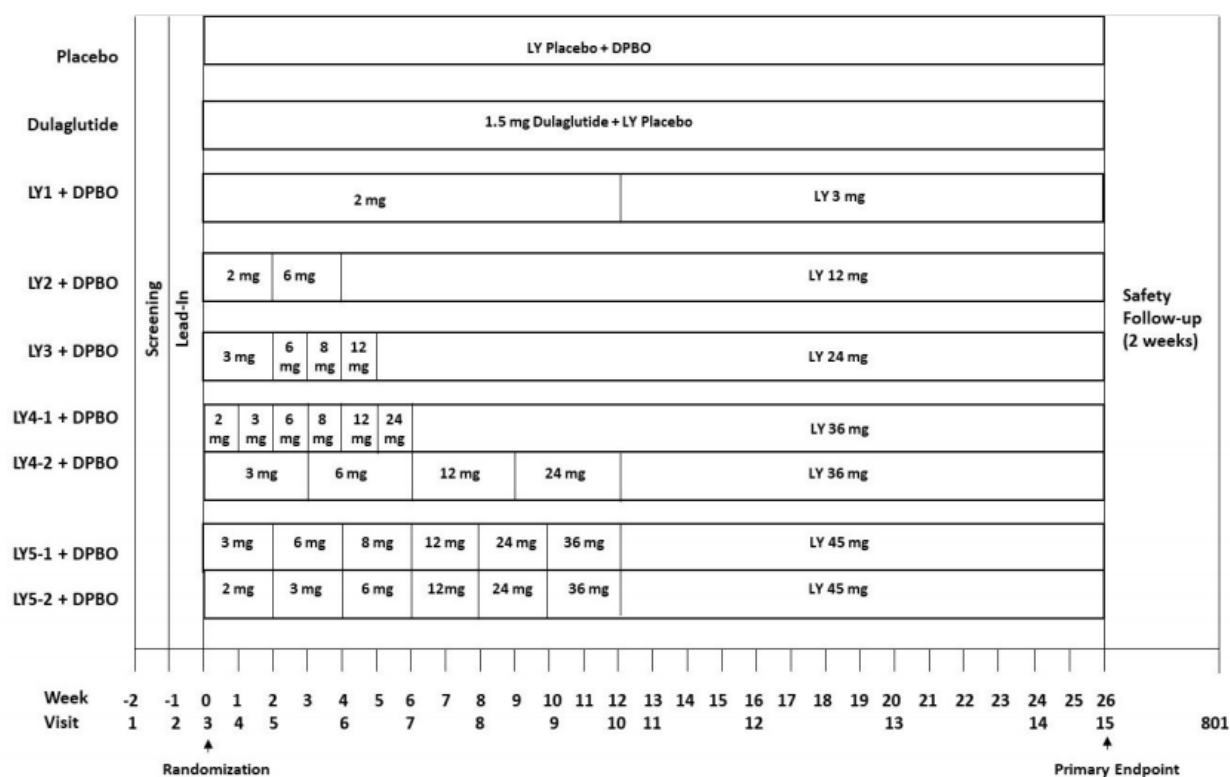 Placebo
LY Placebo + DPBO
Dulaglutide
1.5 mg Dulaglutide + LY Placebo
LY1 + DPBO
2 mg
LY 3 mg
LY2 + DPBO
2 mg
6 mg
LY 12 mg
LY3 + DPBO
3 mg
6
mg
8
mg
12
mg
LY 24 mg
LY4-1 + DPBO
2
mg
3
mg
6
mg
8
mg
12
mg
24
mg
LY 36 mg
LY4-2 + DPBO
3 mg
6 mg
12 mg
24 mg
LY 36 mg
LY5-1 + DPBO
3 mg
6 mg
8 mg
12 mg
24 mg
36 mg
LY 45 mg
LY5-2 + DPBO
2 mg
3 mg
6 mg
12mg
24 mg
36 mg
LY 45 mg
Screening
Lead-In
Safety
Follow-up
(2 weeks)
Week -2 -1 0 1 2 3 4 5 6 7 8 9 10 11 12 13 14 15 16 17 18 19 20 21 22 23 24 25 26
Visit 1 2 3 4 5 6 7 8 9 10 11 12 13 14 15 801
Randomization
Primary Endpoint